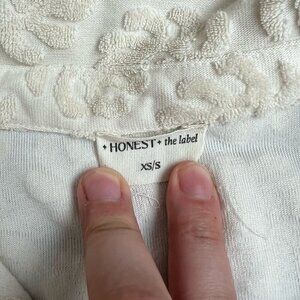 ✦ HONEST ✦ the label
XS/S